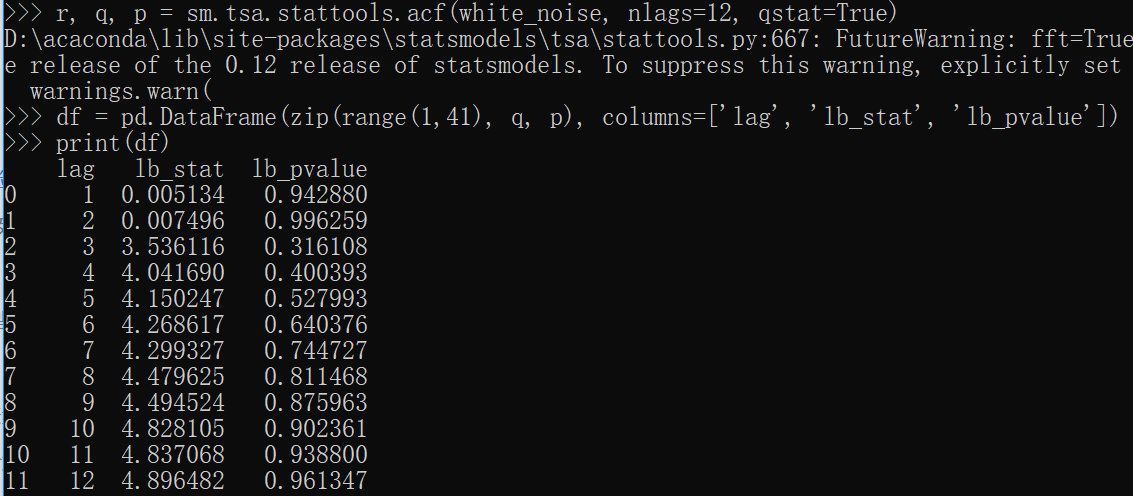 >>> r, q, p = sm.tsa.stattools.acf(white_noise, nlags=12, qstat=True)
D:\acaconda\lib\site-packages\statsmodels\tsa\stattools.py:667: FutureWarning: fft=True
e release of the 0.12 release of statsmodels. To suppress this warning, explicitly set
warnings.warn(
>>> df = pd.DataFrame(zip(range(1,41), q, p), columns=['lag', 'lb_stat', 'lb_pvalue'])
>>> print(df)
lag lb_stat lb_pvalue
0 1 0.005134 0.942880
1 2 0.007496 0.996259
2 3 3.536116 0.316108
3 4 4.041690 0.400393
4 5 4.150247 0.527993
5 6 4.268617 0.640376
6 7 4.299327 0.744727
7 8 4.479625 0.811468
8 9 4.494524 0.875963
9 10 4.828105 0.902361
10 11 4.837068 0.938800
11 12 4.896482 0.961347